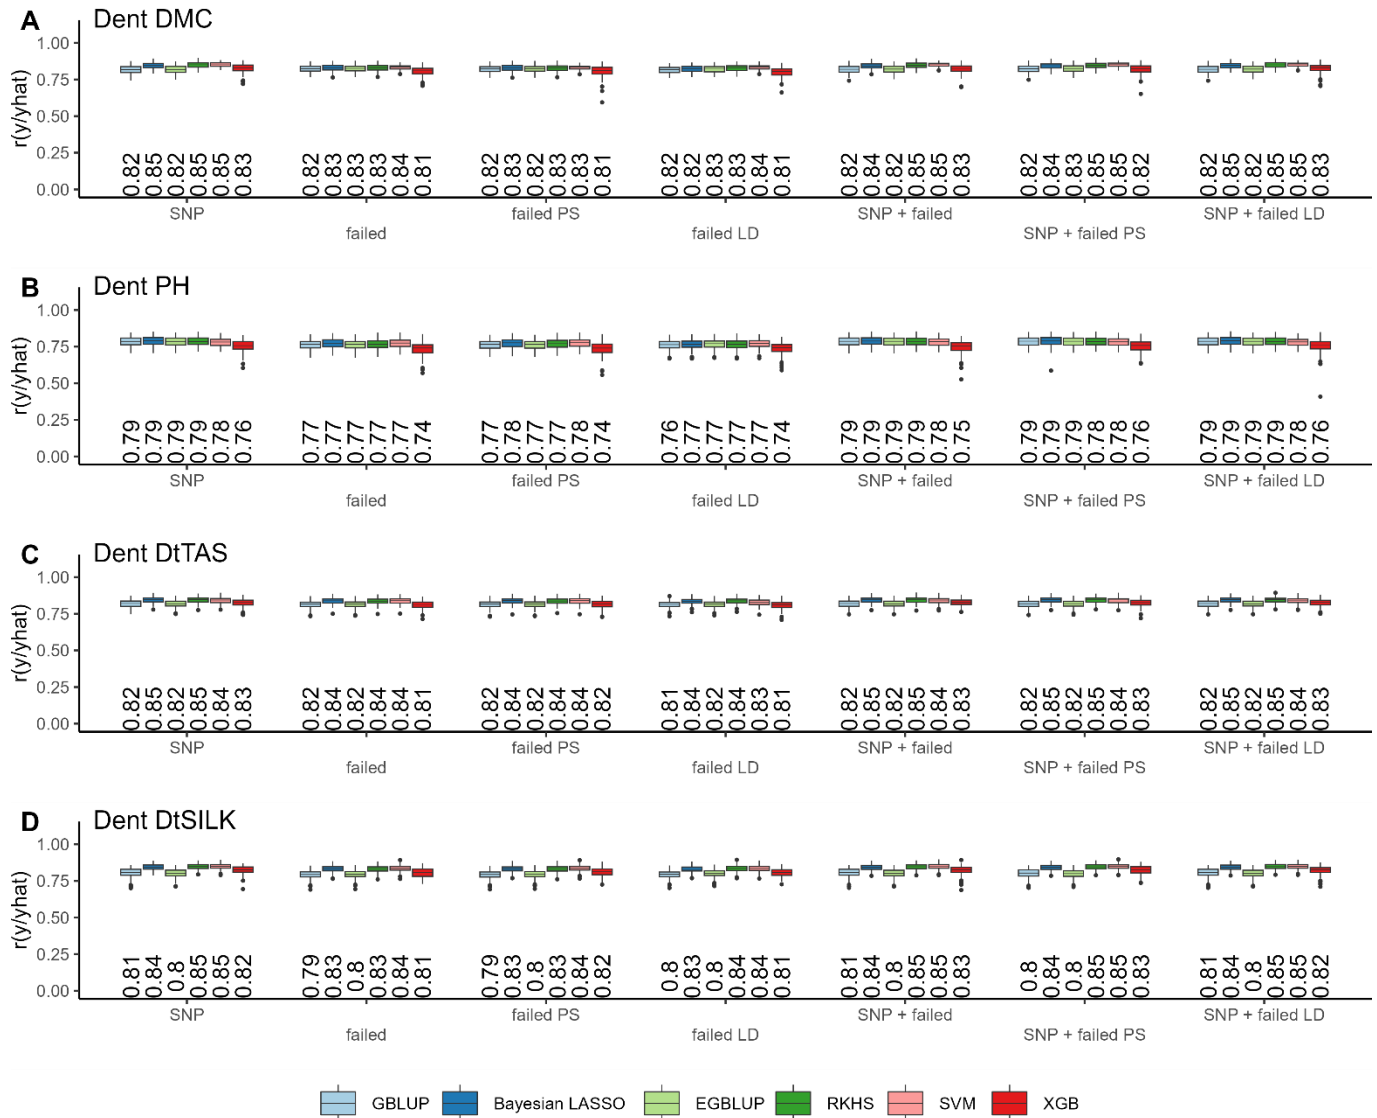 A Dent DMC
r(y/yhat)
1.00
0.75
0.50
0.25
0.00
0.82 0.85 0.82 0.85 0.85 0.83
0.82 0.83 0.83 0.83 0.84 0.81
0.82 0.83 0.82 0.83 0.83 0.81
0.82 0.82 0.83 0.83 0.84 0.81
0.82 0.84 0.82 0.85 0.85 0.83
0.82 0.84 0.83 0.85 0.85 0.82
0.82 0.85 0.82 0.85 0.85 0.83
SNP failed PS SNP + failed SNP + failed LD
failed failed LD SNP + failed PS
B Dent PH
r(y/yhat)
1.00
0.75
0.50
0.25
0.00
0.79 0.79 0.79 0.79 0.78 0.76
0.77 0.77 0.77 0.77 0.77 0.74
0.77 0.78 0.77 0.77 0.78 0.74
0.76 0.77 0.77 0.77 0.77 0.74
0.79 0.79 0.79 0.79 0.78 0.75
0.79 0.79 0.79 0.78 0.78 0.76
0.79 0.79 0.79 0.79 0.78 0.76
SNP failed PS SNP + failed SNP + failed LD
failed failed LD SNP + failed PS
C Dent DtTAS
r(y/yhat)
1.00
0.75
0.50
0.25
0.00
0.82 0.85 0.82 0.85 0.84 0.83
0.82 0.84 0.82 0.84 0.84 0.81
0.82 0.84 0.82 0.84 0.84 0.82
0.81 0.84 0.82 0.84 0.83 0.81
0.82 0.85 0.82 0.85 0.84 0.83
0.82 0.85 0.82 0.85 0.84 0.83
0.82 0.85 0.82 0.85 0.84 0.83
SNP failed PS SNP + failed SNP + failed LD
failed failed LD SNP + failed PS
D Dent DtSILK
r(y/yhat)
1.00
0.75
0.50
0.25
0.00
0.81 0.84 0.8 0.85 0.85 0.82
0.79 0.83 0.8 0.83 0.84 0.81
0.79 0.83 0.8 0.83 0.84 0.82
0.8 0.83 0.8 0.84 0.84 0.81
0.81 0.84 0.8 0.85 0.85 0.83
0.8 0.84 0.8 0.85 0.85 0.83
0.81 0.84 0.8 0.85 0.85 0.82
SNP failed PS SNP + failed SNP + failed LD
failed failed LD SNP + failed PS
GBLUP Bayesian LASSO EGBLUP RKHS SVM XGB